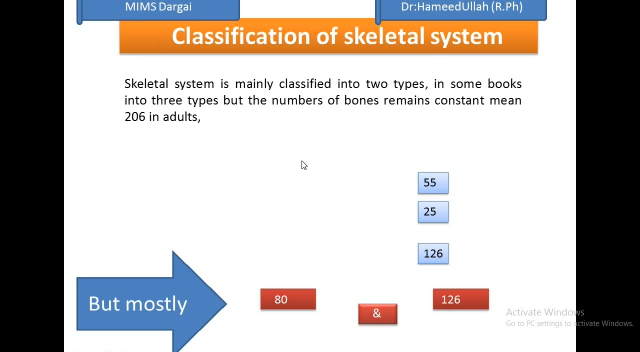 MIMS Dargai
Dr:HameedUllah (R.Ph)
Classification of skeletal system
Skeletal system is mainly classified into two types, in some books
into three types but the numbers of bones remains constant mean
206 in adults,
55
25
126
But mostly
80
&
126
Activate Windows
Go to PC settings to activate Windows.